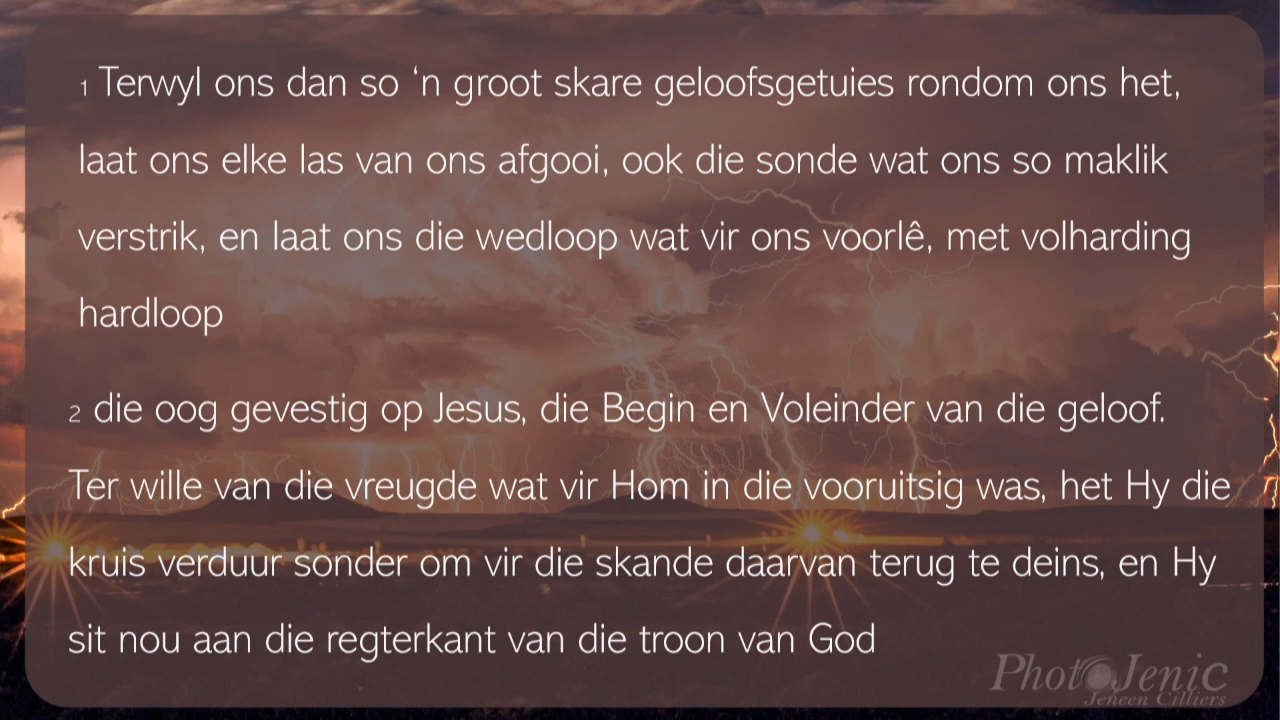 1 Terwyl ons dan so ‘n groot skare geloofsgetuies rondom ons het,
laat ons elke las van ons afgooi, ook die sonde wat ons so maklik
verstrik, en laat ons die wedloop wat vir ons voorlê, met volharding
hardloop
2 die oog gevestig op Jesus, die Begin en Voleinder van die geloof.
Ter wille van die vreugde wat vir Hom in die vooruitsig was, het Hy die
kruis verduur sonder om vir die skande daarvan terug te deins, en Hy
sit nou aan die regterkant van die troon van God
PhotoJenic
Jeneen Cilliers